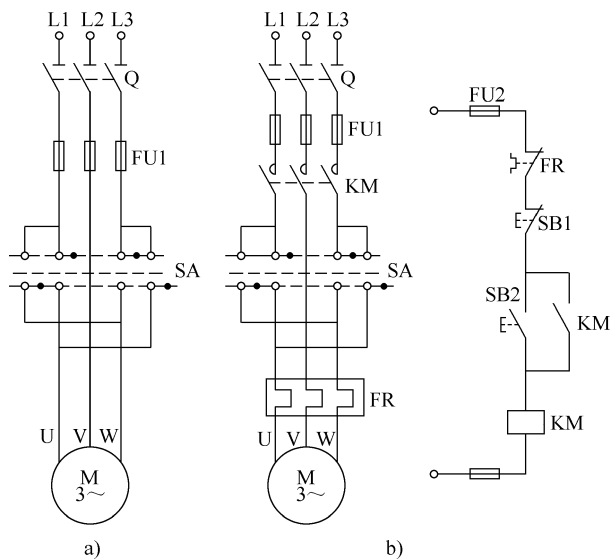 L1 L2 L3
Q
FU1
SA
U V W
M
3～
a)
L1 L2 L3
Q
FU1
KM
SA
FR
U V W
M
3～
b)
FU2
FR
SB1
SB2
KM
KM